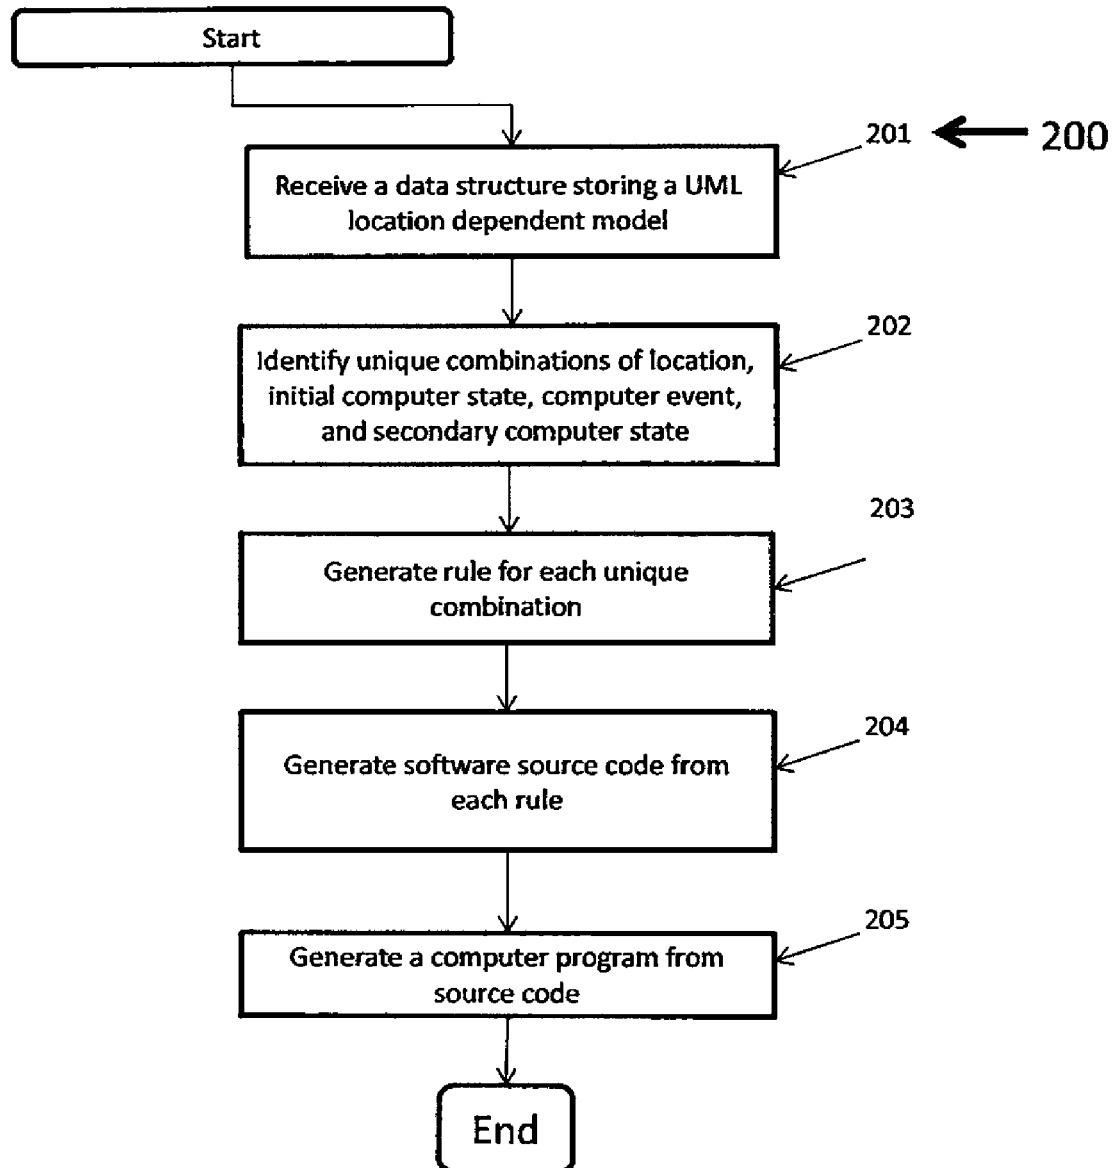 Start
201
200
Receive a data structure storing a UML
location dependent model
202
Identify unique combinations of location,
initial computer state, computer event,
and secondary computer state
203
Generate rule for each unique
combination
204
Generate software source code from
each rule
205
Generate a computer program from
source code
End